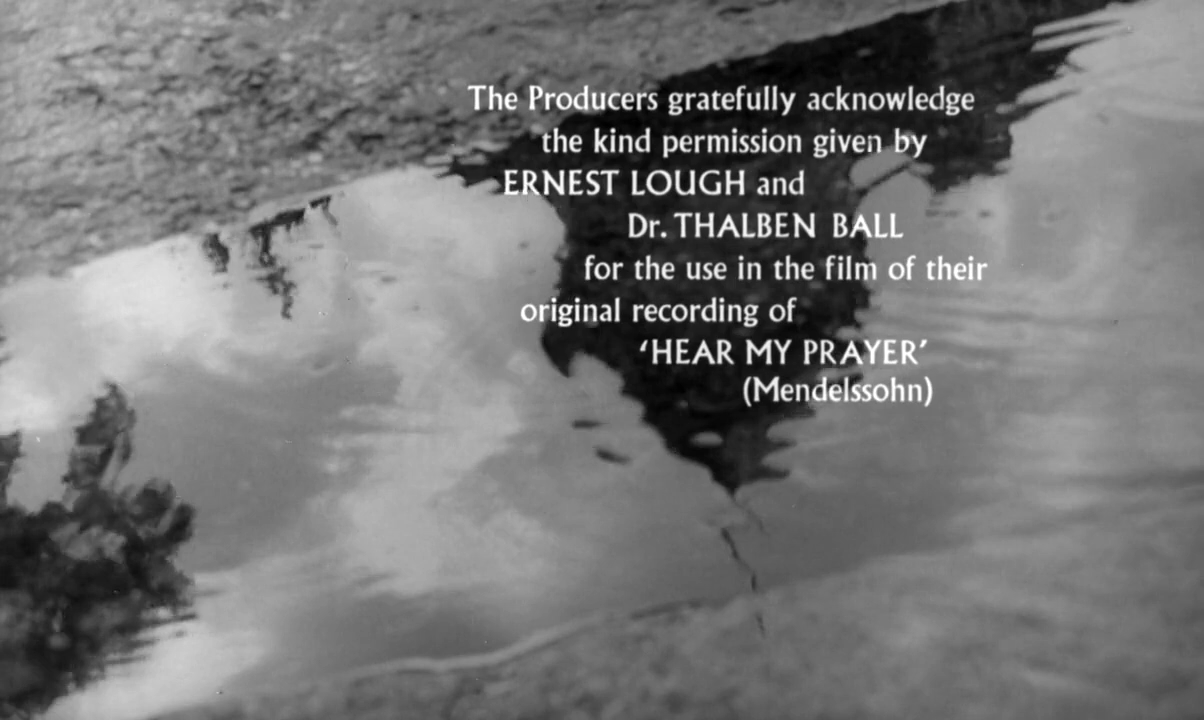 The Producers gratefully acknowledge
the kind permission given by
ERNEST LOUGH and
Dr. THALBEN BALL
for the use in the film of their
original recording of
‘HEAR MY PRAYER’
(Mendelssohn)